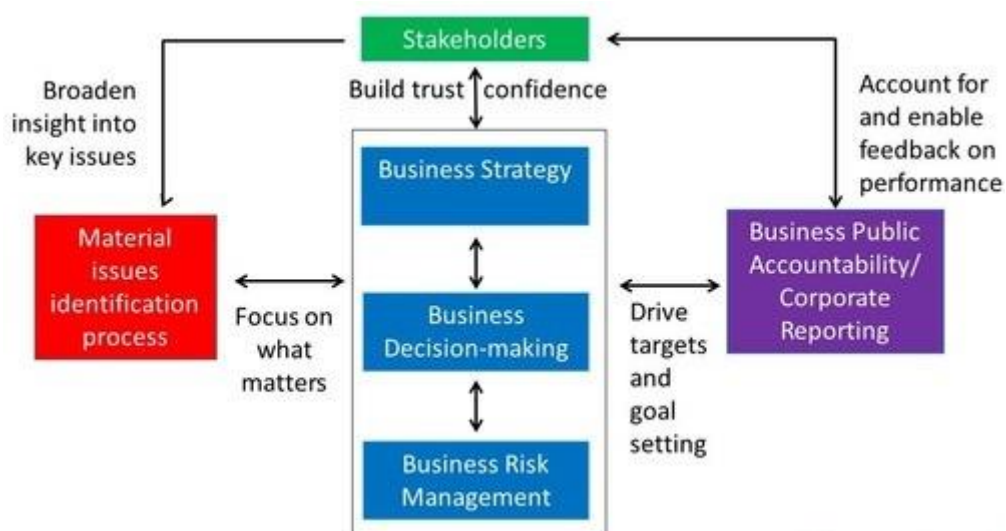 Stakeholders
Build trust confidence
Broaden
insight into
key issues
Account for
and enable
feedback on
performance
Business Strategy
Material
issues
identification
process
Focus on
what
matters
Business
Decision-making
Drive
targets
and
goal
setting
Business Public
Accountability/
Corporate
Reporting
Business Risk
Management